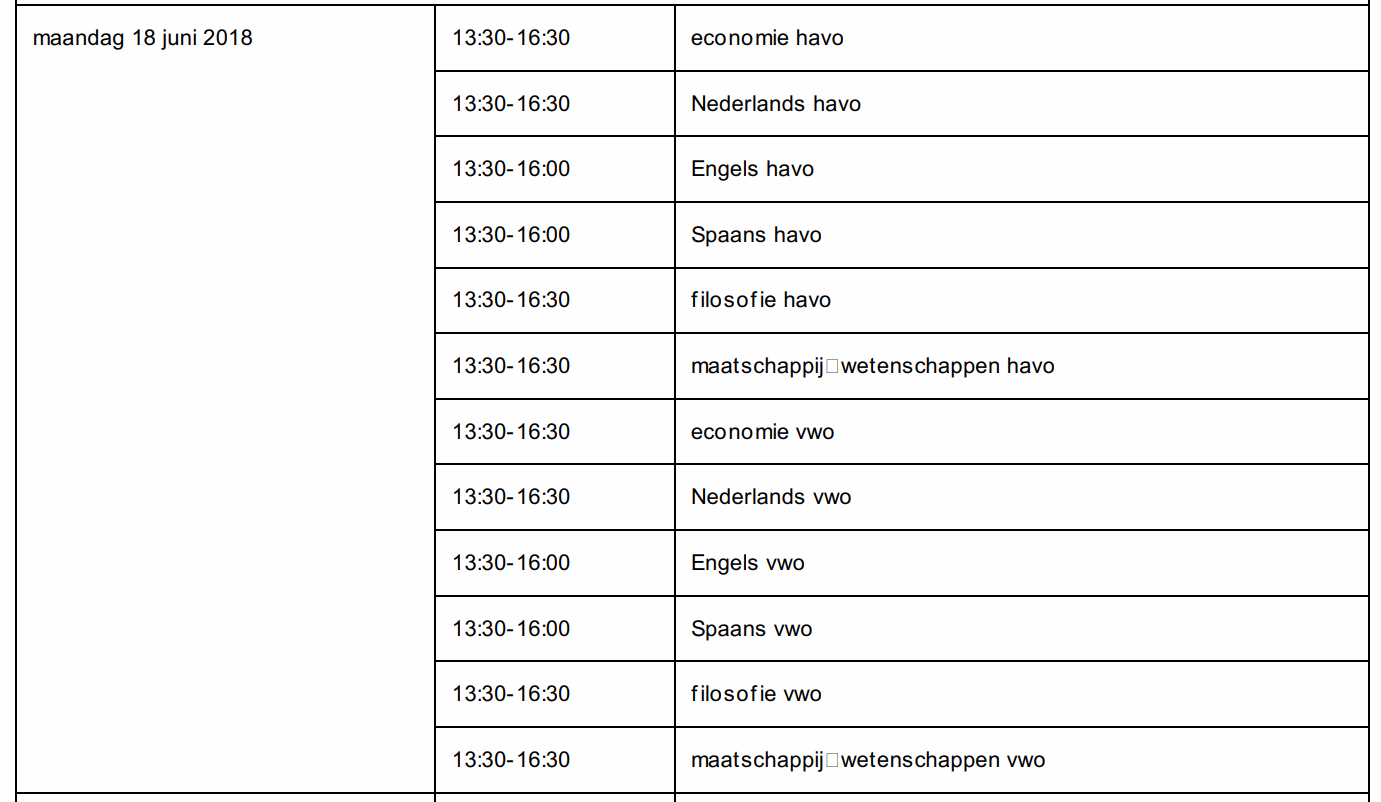 maandag 18 juni 2018 13:30-16:30 economie havo
13:30-16:30 Nederlands havo
13:30-16:00 Engels havo
13:30-16:00 Spaans havo
13:30-16:30 filosofie havo
13:30-16:30 maatschappij□wetenschappen havo
13:30-16:30 economie vwo
13:30-16:30 Nederlands vwo
13:30-16:00 Engels vwo
13:30-16:00 Spaans vwo
13:30-16:30 filosofie vwo
13:30-16:30 maatschappij□wetenschappen vwo